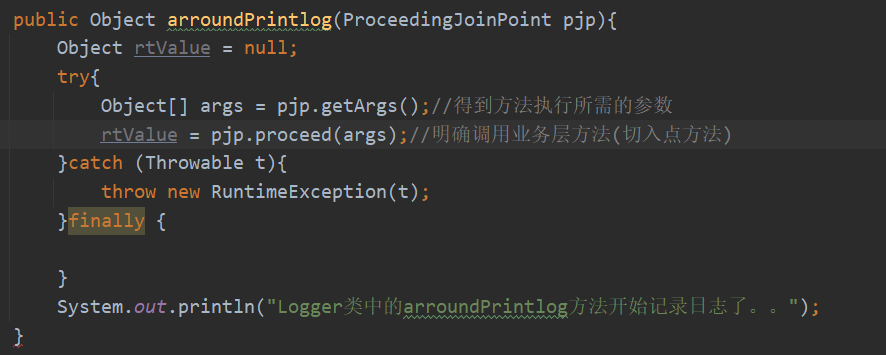 public Object arroundPrintlog(ProceedingJoinPoint pjp){
Object rtValue = null;
try{
Object[] args = pjp.getArgs();//得到方法执行所需的参数
rtValue = pjp.proceed(args);//明确调用业务层方法(切入点方法)
}catch (Throwable t){
throw new RuntimeException(t);
}finally {
}
System.out.println("Logger类中的arroundPrintlog方法开始记录日志了。。");
}